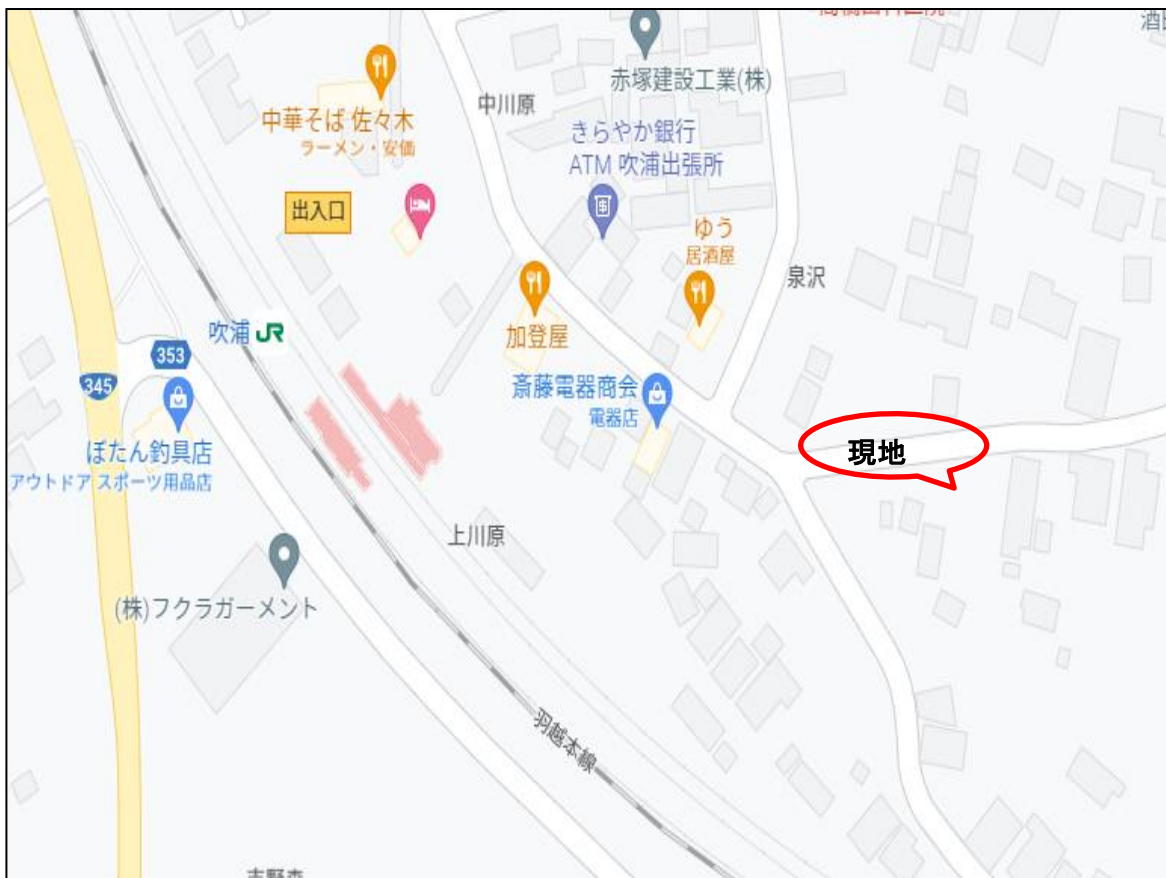 酒
赤塚建設工業(株)
中川原
中華そば 佐々木
ラーメン・安価
きらやか銀行
ATM 吹浦出張所
出入口
ゆう
居酒屋
泉沢
吹浦 JR
加登屋
353
345
斎藤電器商会
電器店
ぼたん釣具店
アウトドア スポーツ用品店
現地
上川原
(株)フクラガーメント
羽越本線